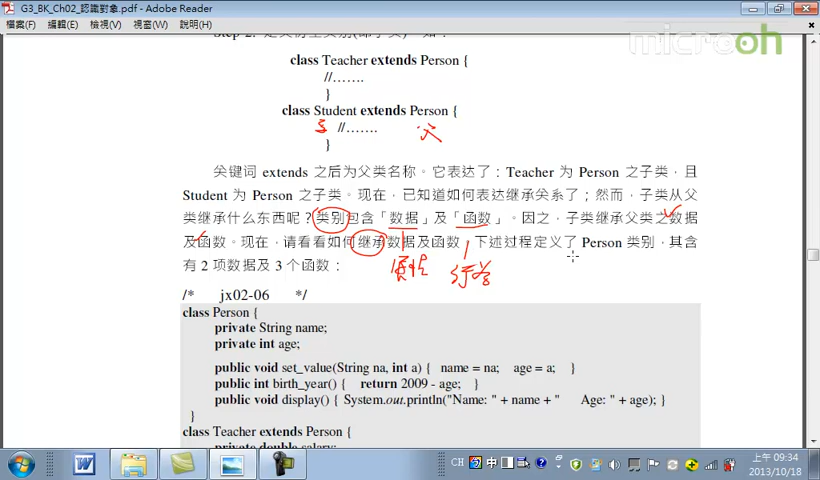 G3_BK_Ch02_認識對象.pdf - Adobe Reader
檔案(F) 編輯(E) 檢視(V) 視窗(W) 說明(H)
microoh
class Teacher extends Person {
//…….
}
class Student extends Person {
子 //……. 父
}
关键词 extends 之后为父类名称。它表达了：Teacher 为 Person 之子类，且
Student 为 Person 之子类。现在，已知道如何表达继承关系了；然而，子类从父
类继承什么东西呢？类别包含「数据」及「函数」。因之，子类继承父类之数据
及函数。现在，请看看如何继承数据及函数，下述过程定义了 Person 类别，其含
属性 行为
有 2 项数据及 3 个函数：
/* jx02-06 */
class Person {
private String name;
private int age;
public void set_value(String na, int a) { name = na; age = a; }
public int birth_year() { return 2009 - age; }
public void display() { System.out.println("Name: " + name + " Age: " + age); }
}
class Teacher extends Person {
private double salary;
CH 中
上午 09:34
2013/10/18